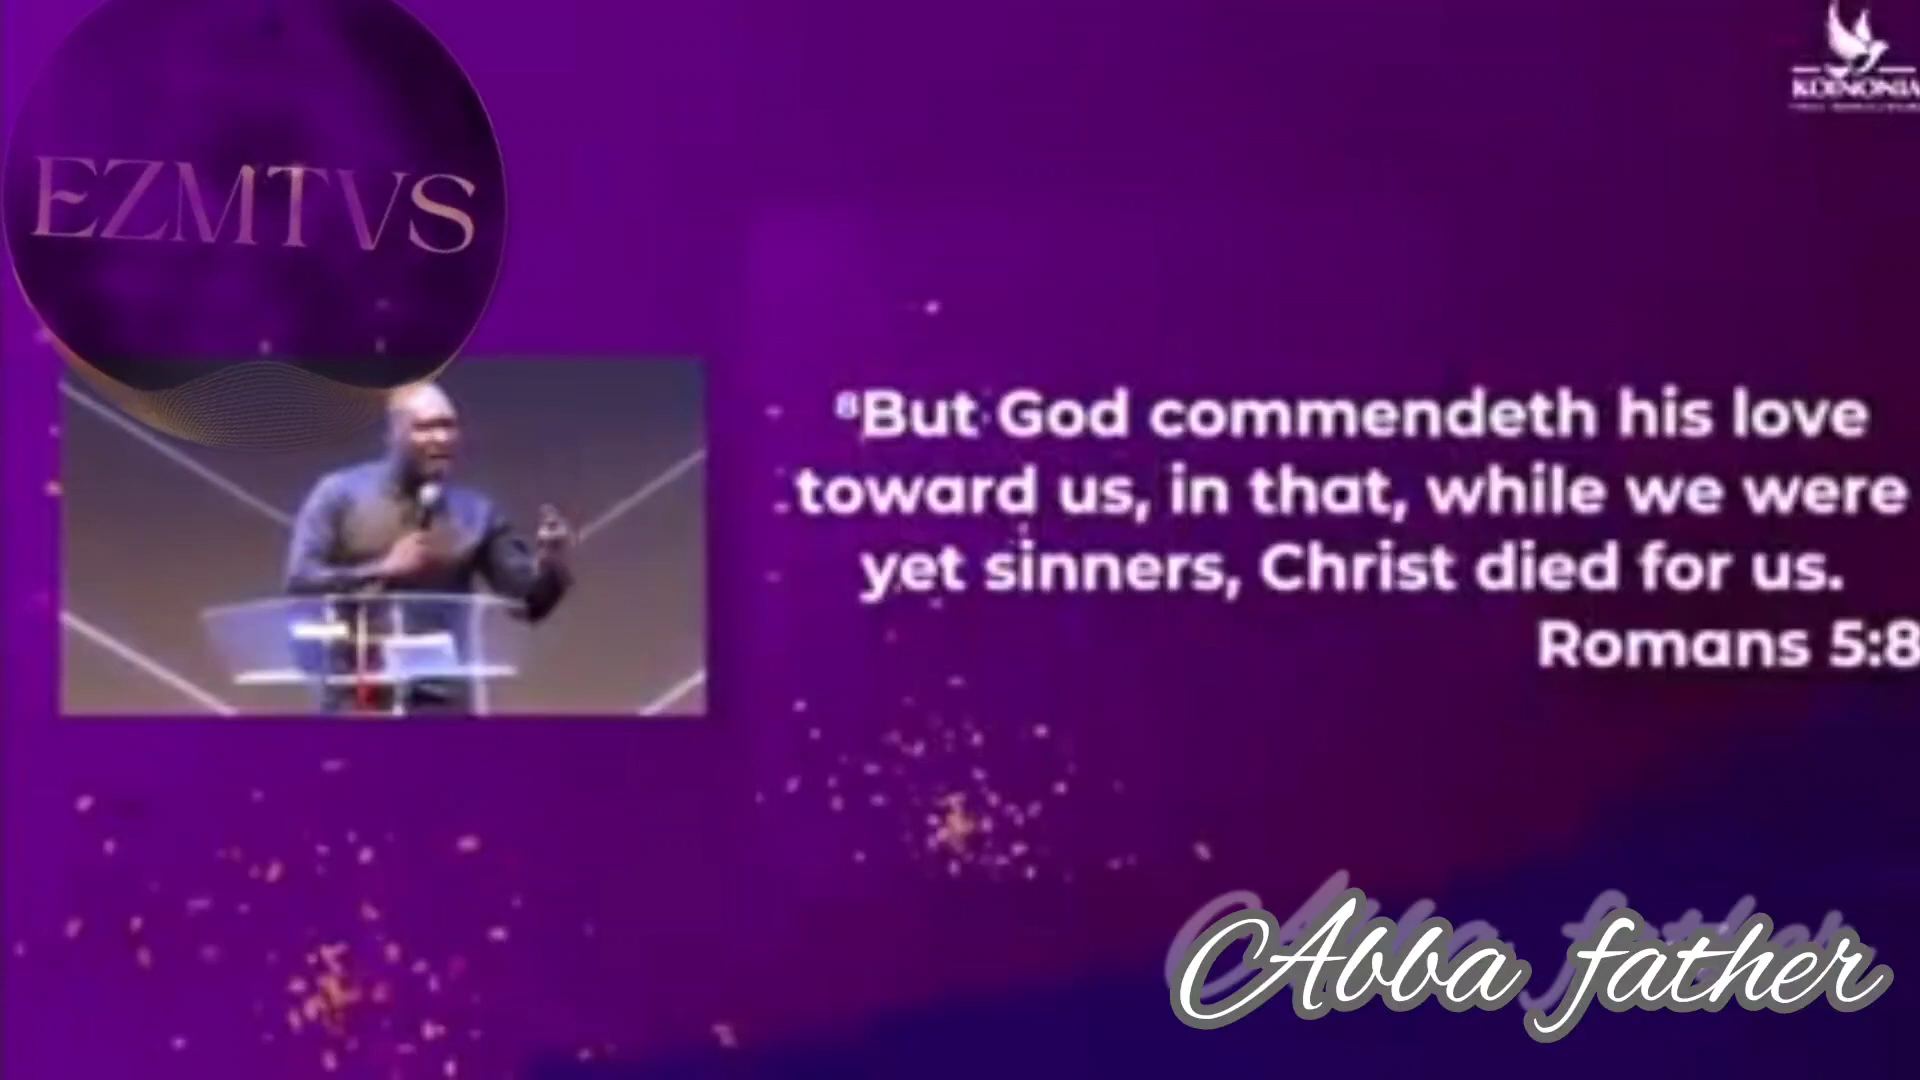 EZMTVS
KOINONIA
⁸But God commendeth his love
toward us, in that, while we were
yet sinners, Christ died for us.
Romans 5:8
Abba father